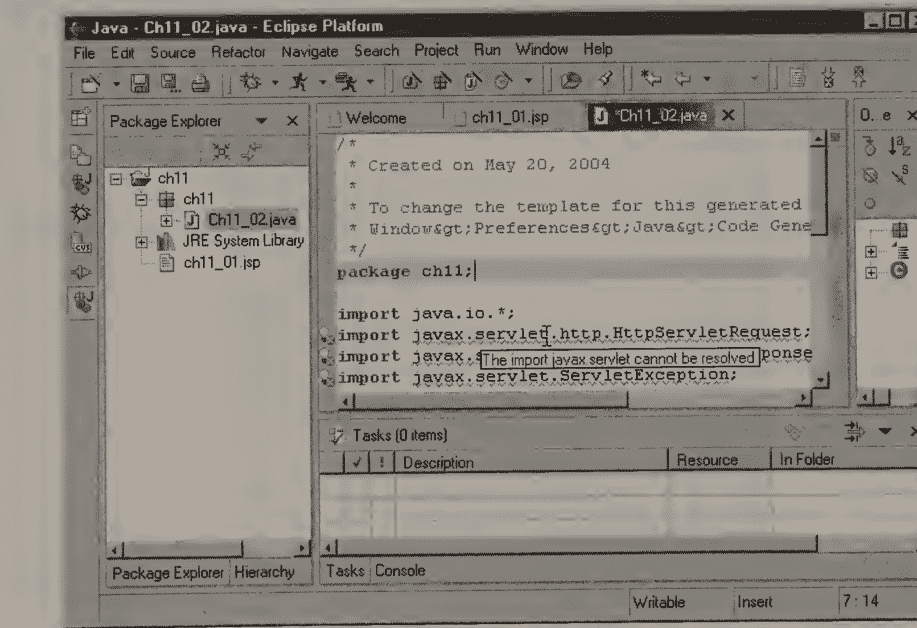 Java - Ch11_02.java - Eclipse Platform
File Edit Source Refactor Navigate Search Project Run Window Help
Package Explorer
Welcome
ch11_01.jsp
*Ch11_02.java
O.. e
ch11
ch11
Ch11_02.java
JRE System Library
ch11_01.jsp
/*
* Created on May 20, 2004
*
* To change the template for this generated
* Window&gt;Preferences&gt;Java&gt;Code Gene
*/
package ch11;
import java.io.*;
import javax.servlet.http.HttpServletRequest;
import javax.s
The import javax.servlet cannot be resolved
ponse
import javax.servlet.ServletException;
Tasks (0 items)
✓ ! Description Resource In Folder
Package Explorer Hierarchy
Tasks Console
Writable Insert 7:14